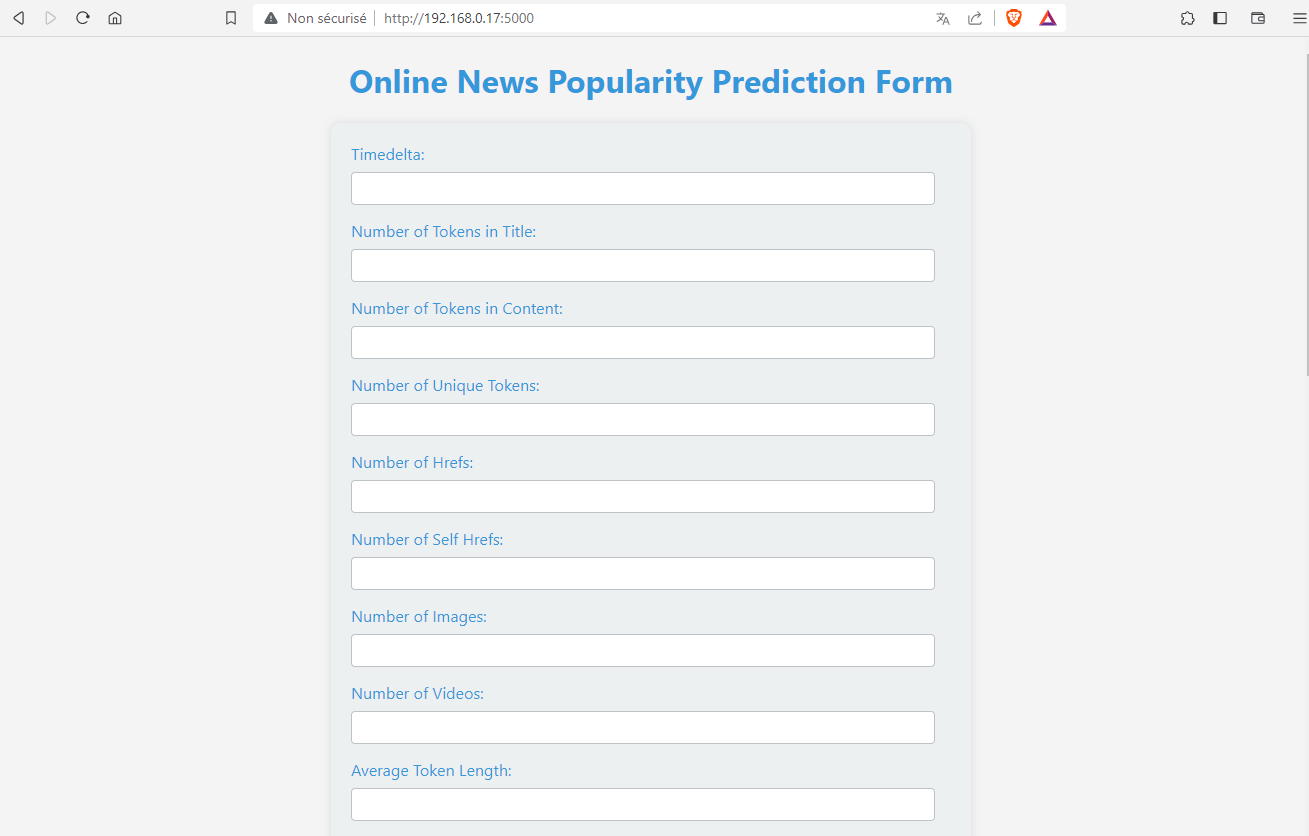 Non sécurisé http://192.168.0.17:5000
Online News Popularity Prediction Form
Timedelta:
Number of Tokens in Title:
Number of Tokens in Content:
Number of Unique Tokens:
Number of Hrefs:
Number of Self Hrefs:
Number of Images:
Number of Videos:
Average Token Length: